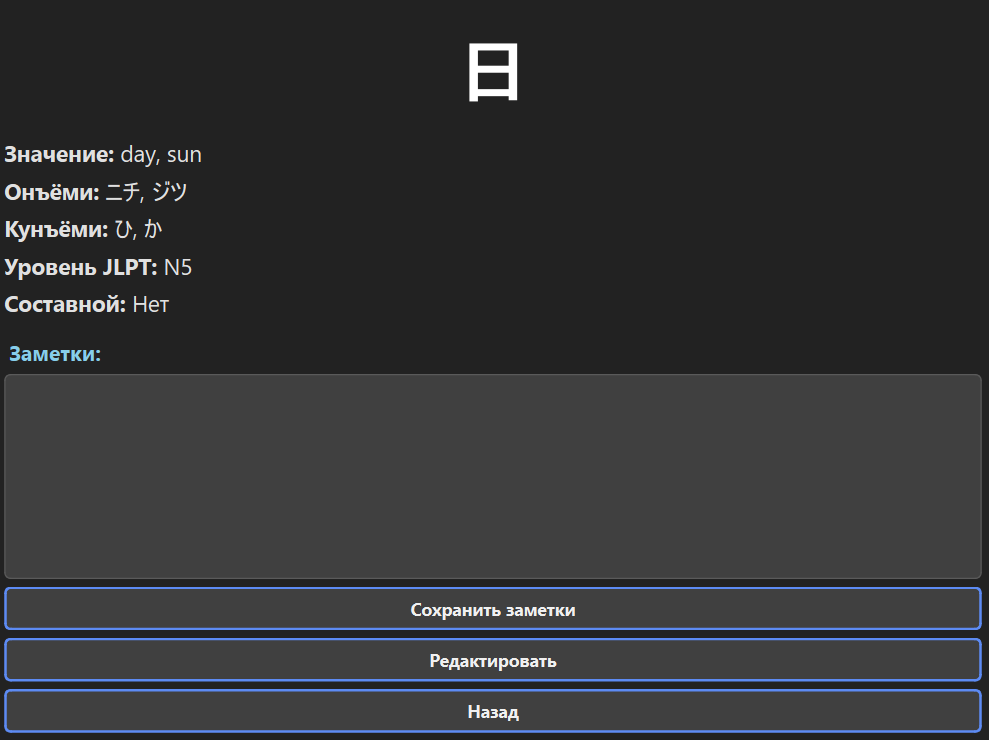 日
Значение: day, sun
Онъёми: ニチ, ジツ
Кунъёми: ひ, か
Уровень JLPT: N5
Составной: Нет
Заметки:
Сохранить заметки
Редактировать
Назад